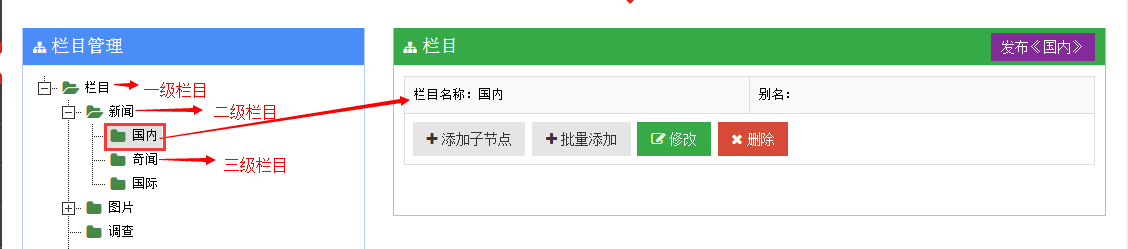 栏目管理
栏目
一级栏目
新闻
二级栏目
国内
奇闻
三级栏目
国际
图片
调查
栏目
发布《国内》
栏目名称：国内
别名：
添加子节点
批量添加
修改
删除